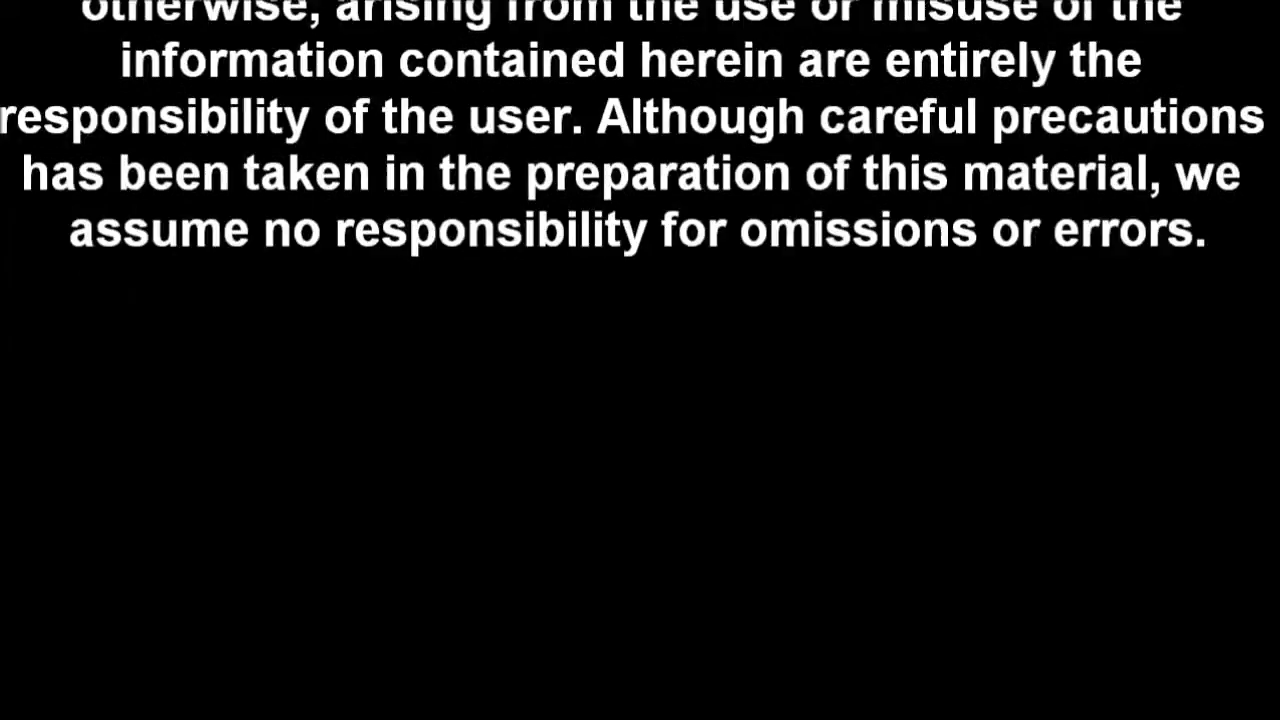 otherwise, arising from the use or misuse of the
information contained herein are entirely the
responsibility of the user. Although careful precautions
has been taken in the preparation of this material, we
assume no responsibility for omissions or errors.